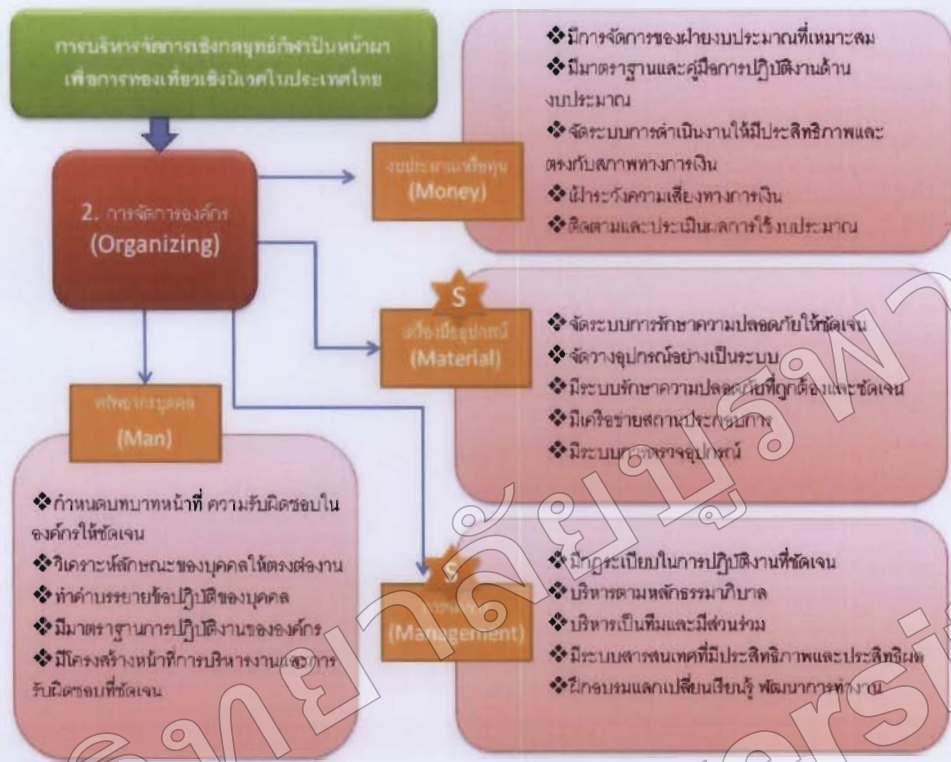 การบริหารจัดการเชิงกลยุทธ์กีฬาปีนหน้าผา
เพื่อการท่องเที่ยวเชิงนิเวศในประเทศไทย
2. การจัดการองค์กร
(Organizing)
งบประมาณหรือทุน
(Money)
❖มีการจัดการของฝ่ายงบประมาณที่เหมาะสม
❖มีมาตราฐานและคู่มือการปฏิบัติงานด้าน
งบประมาณ
❖จัดระบบการดำเนินงานให้มีประสิทธิภาพและ
ตรงกับสภาพทางการเงิน
❖เฝ้าระวังความเสี่ยงทางการเงิน
❖ติดตามและประเมินผลการใช้งบประมาณ
S
เครื่องมืออุปกรณ์
(Material)
❖จัดระบบการรักษาความปลอดภัยให้ชัดเจน
❖จัดวางอุปกรณ์อย่างเป็นระบบ
❖มีระบบรักษาความปลอดภัยที่ถูกต้องและชัดเจน
❖มีเครือข่ายสถานประกอบการ
❖มีระบบการตรวจอุปกรณ์
ทรัพยากรบุคคล
(Man)
❖กำหนดบทบาทหน้าที่ ความรับผิดชอบใน
องค์กรให้ชัดเจน
❖วิเคราะห์ลักษณะของบุคคลให้ตรงต่องาน
❖ทำคำบรรยายข้อปฏิบัติของบุคคล
❖มีมาตราฐานการปฏิบัติงานขององค์กร
❖มีโครงสร้างหน้าที่การบริหารงานและการ
รับผิดชอบที่ชัดเจน
S
(Management)
❖มีกฎระเบียบในการปฏิบัติงานที่ชัดเจน
❖บริหารตามหลักธรรมาภิบาล
❖บริหารเป็นทีมและมีส่วนร่วม
❖มีระบบสารสนเทศที่มีประสิทธิภาพและประสิทธิผล
❖ฝึกอบรมแลกเปลี่ยนเรียนรู้ พัฒนาการทำงาน